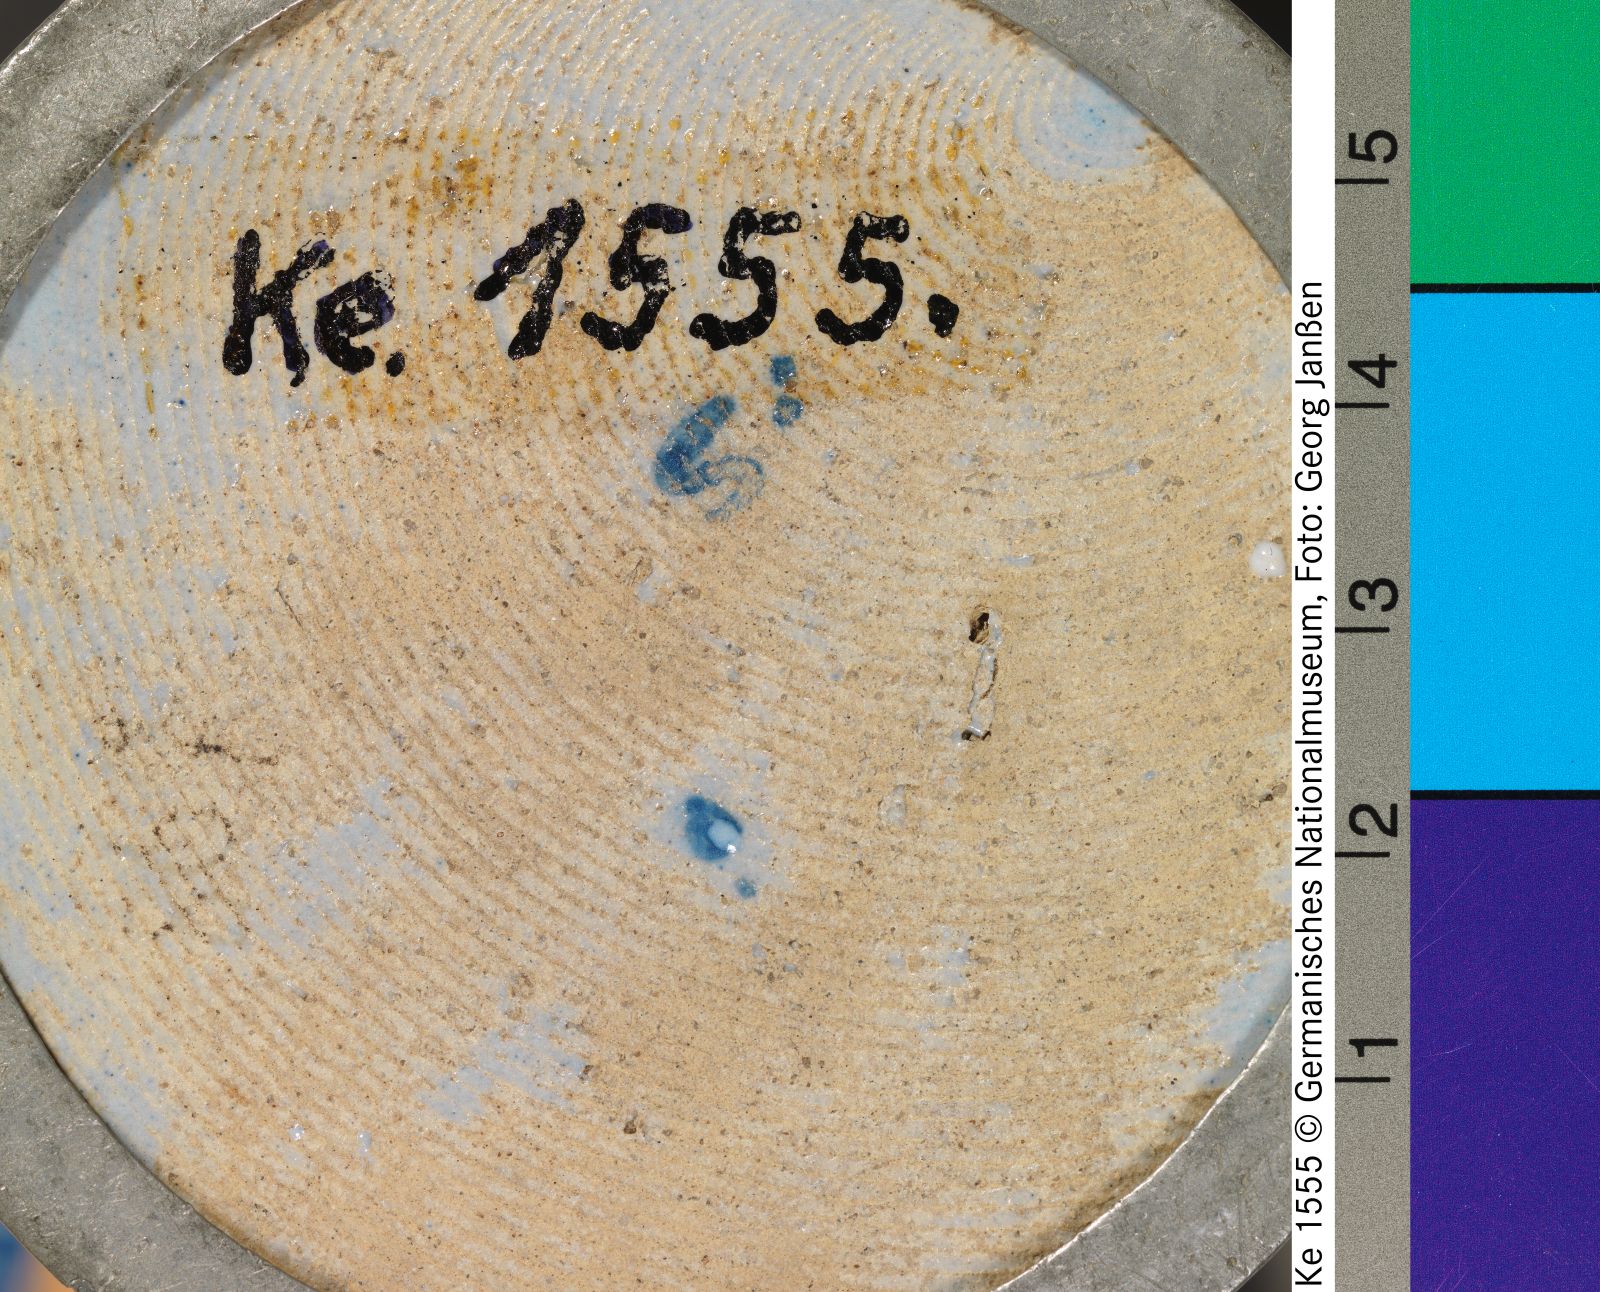 Ke. 1555.
Ke 1555 © Germanisches Nationalmuseum, Foto: Georg Janßen
5
4
3
2
1